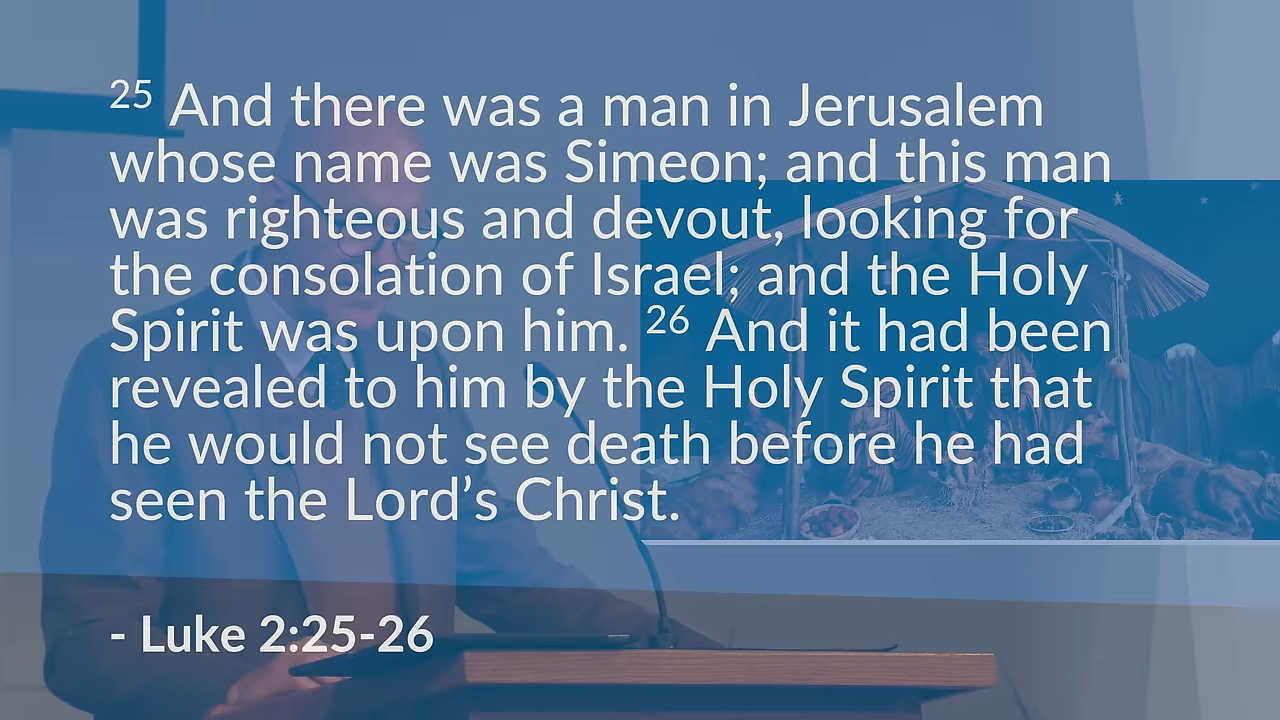 25 And there was a man in Jerusalem
whose name was Simeon; and this man
was righteous and devout, looking for
the consolation of Israel; and the Holy
Spirit was upon him. 26 And it had been
revealed to him by the Holy Spirit that
he would not see death before he had
seen the Lord’s Christ.
- Luke 2:25-26